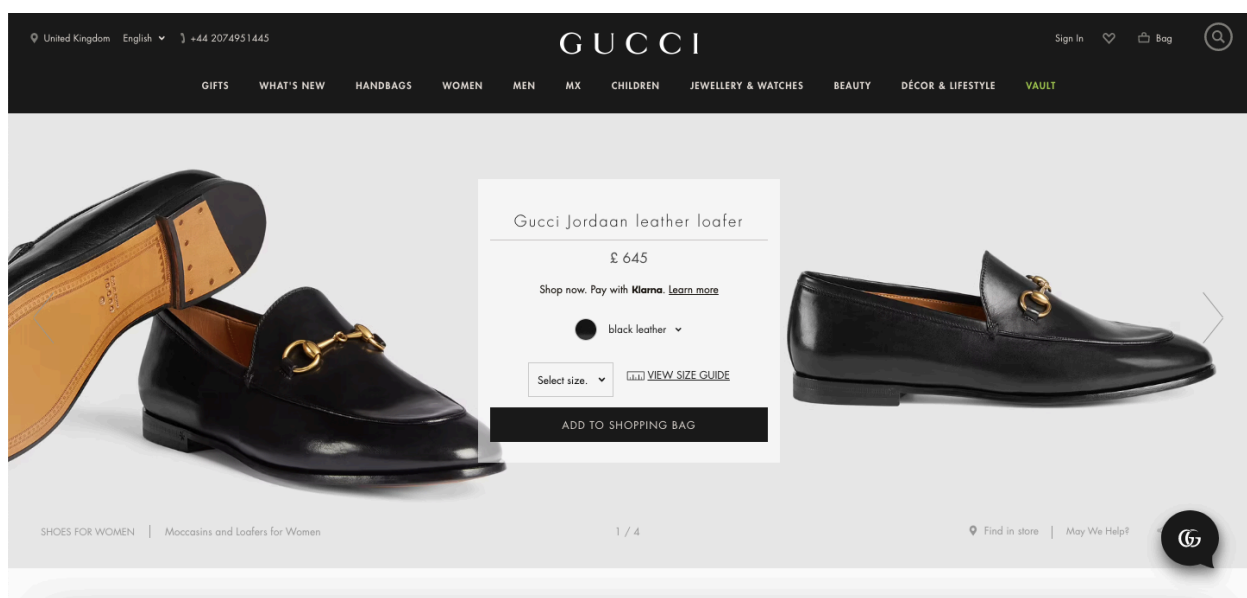 United Kingdom English +44 2074951445
GUCCI
Sign In Bag
GIFTS WHAT'S NEW HANDBAGS WOMEN MEN MX CHILDREN JEWELLERY & WATCHES BEAUTY DÉCOR & LIFESTYLE VAULT
Gucci Jordaan leather loafer
£ 645
Shop now. Pay with Klarna. Learn more
black leather
Select size. VIEW SIZE GUIDE
ADD TO SHOPPING BAG
SHOES FOR WOMEN | Moccasins and Loafers for Women
1 / 4
Find in store | May We Help?